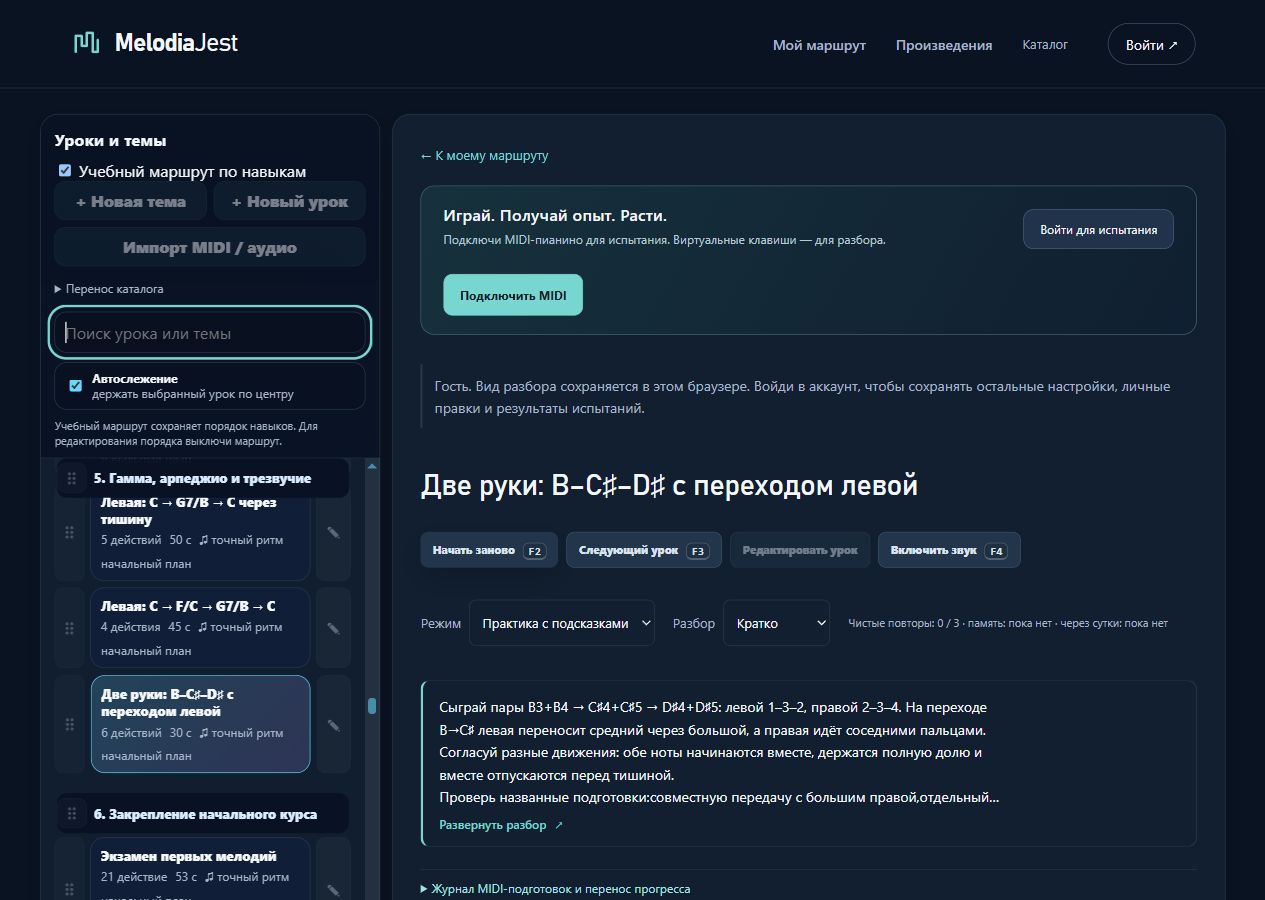 MelodiaJest
Мой маршрут
Произведения
Каталог
Войти ↗
Уроки и темы
Учебный маршрут по навыкам
+ Новая тема
+ Новый урок
Импорт MIDI / аудио
▶ Перенос каталога
Поиск урока или темы
Автослежение
держать выбранный урок по центру
Учебный маршрут сохраняет порядок навыков. Для
редактирования порядка выключи маршрут.
5. Гамма, арпеджио и трезвучие
Левая: C → G7/B → C через
тишину
5 действий 50 с ♫ точный ритм
начальный план
Левая: C → F/C → G7/B → C
4 действия 45 с ♫ точный ритм
начальный план
Две руки: B–C♯–D♯ с
переходом левой
6 действий 30 с ♫ точный ритм
начальный план
6. Закрепление начального курса
Экзамен первых мелодий
21 действие 53 с ♫ точный ритм
начальный план
← К моему маршруту
Играй. Получай опыт. Расти.
Подключи MIDI-пианино для испытания. Виртуальные клавиши — для разбора.
Войти для испытания
Подключить MIDI
Гость. Вид разбора сохраняется в этом браузере. Войди в аккаунт, чтобы сохранять остальные настройки, личные
правки и результаты испытаний.
Две руки: B–C♯–D♯ с переходом левой
Начать заново F2
Следующий урок F3
Редактировать урок
Включить звук F4
Режим
Практика с подсказками
Разбор
Кратко
Чистые повторы: 0 / 3 · память: пока нет · через сутки: пока нет
Сыграй пары B3+B4 → C♯4+C♯5 → D♯4+D♯5: левой 1–3–2, правой 2–3–4. На переходе
B→C♯ левая переносит средний через большой, а правая идёт соседними пальцами.
Согласуй разные движения: обе ноты начинаются вместе, держатся полную долю и
вместе отпускаются перед тишиной.
Проверь названные подготовки:совместную передачу с большим правой,отдельный…
Развернуть разбор ↗
▶ Журнал MIDI-подготовок и перенос прогресса